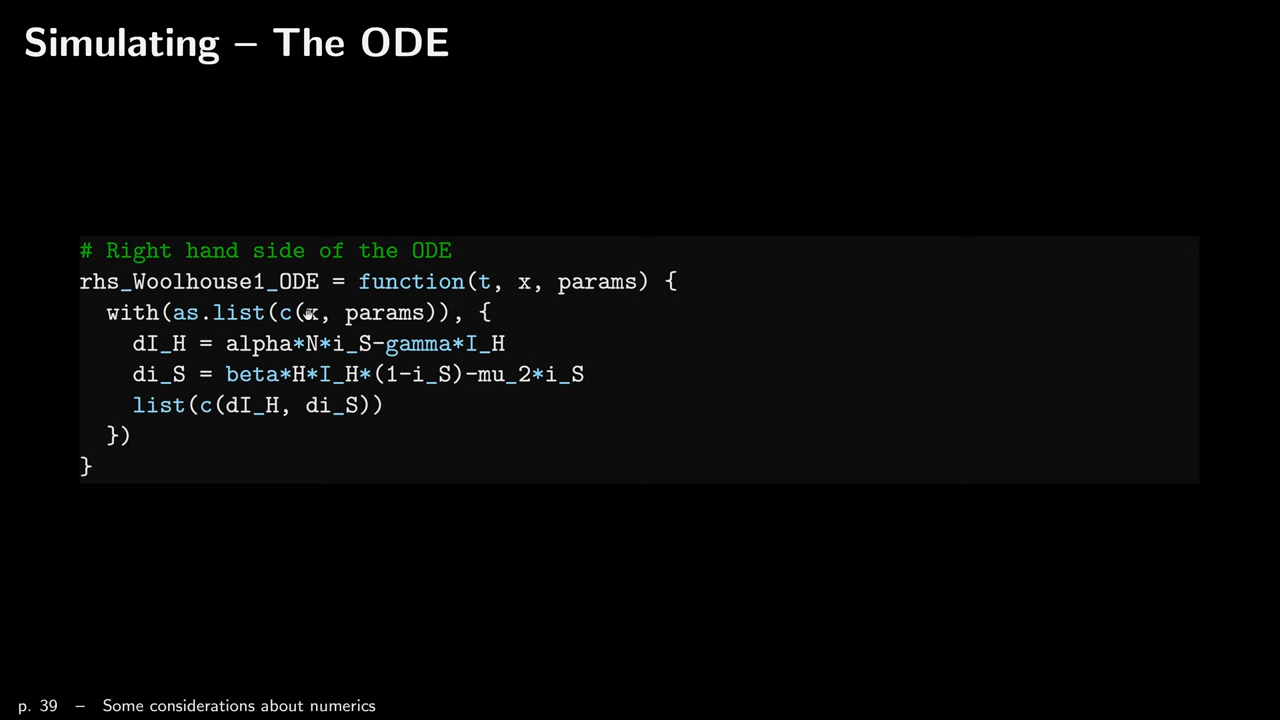 Simulating – The ODE
# Right hand side of the ODE
rhs_Woolhouse1_ODE = function(t, x, params) {
with(as.list(c(x, params)), {
dI_H = alpha*N*i_S-gamma*I_H
di_S = beta*H*I_H*(1-i_S)-mu_2*i_S
list(c(dI_H, di_S))
})
}
p. 39 – Some considerations about numerics